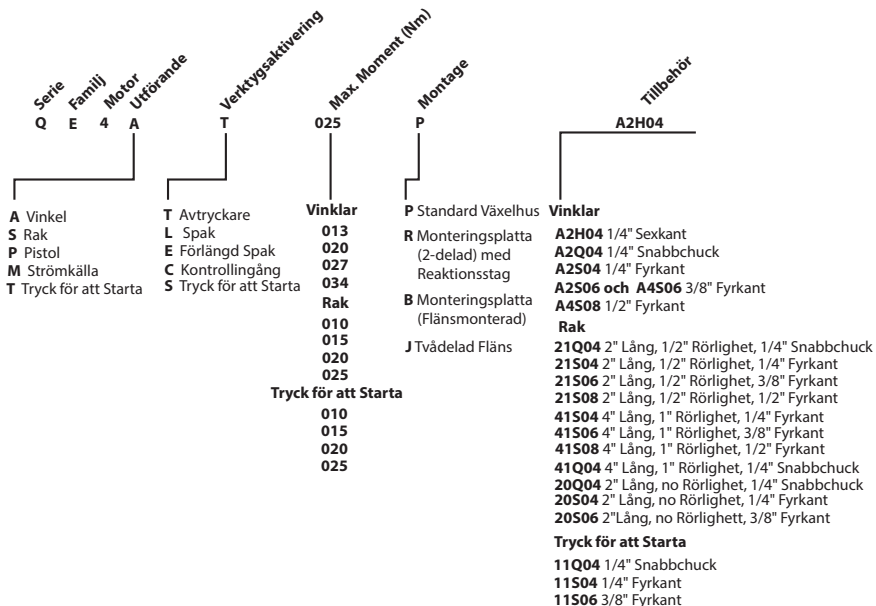 Serie
Familj
Motor
Utförande
Verktygsaktivering
Max. Moment (Nm)
Montage
Tillbehör
Q E 4 A T 025 P A2H04
A Vinkel
S Rak
P Pistol
M Strömkälla
T Tryck för att Starta
T Avtryckare
L Spak
E Förlängd Spak
C Kontrollingång
S Tryck för att Starta
Vinklar
013
020
027
034
Rak
010
015
020
025
Tryck för att Starta
010
015
020
025
P Standard Växelhus
R Monteringsplatta
(2-delad) med
Reaktionsstag
B Monteringsplatta
(Flänsmonterad)
J Tvådelad Fläns
Vinklar
A2H04 1/4" Sexkant
A2Q04 1/4" Snabbchuck
A2S04 1/4" Fyrkant
A2S06 och A4S06 3/8" Fyrkant
A4S08 1/2" Fyrkant
Rak
21Q04 2" Lång, 1/2" Rörlighet, 1/4" Snabbchuck
21S04 2" Lång, 1/2" Rörlighet, 1/4" Fyrkant
21S06 2" Lång, 1/2" Rörlighet, 3/8" Fyrkant
21S08 2" Lång, 1/2" Rörlighet, 1/2" Fyrkant
41S04 4" Lång, 1" Rörlighet, 1/4" Fyrkant
41S06 4" Lång, 1" Rörlighet, 3/8" Fyrkant
41S08 4" Lång, 1" Rörlighet, 1/2" Fyrkant
41Q04 4" Lång, 1" Rörlighet, 1/4" Snabbchuck
20Q04 2" Lång, no Rörlighet, 1/4" Snabbchuck
20S04 2" Lång, no Rörlighet, 1/4" Fyrkant
20S06 2"Lång, no Rörlighett, 3/8" Fyrkant
Tryck för att Starta
11Q04 1/4" Snabbchuck
11S04 1/4" Fyrkant
11S06 3/8" Fyrkant